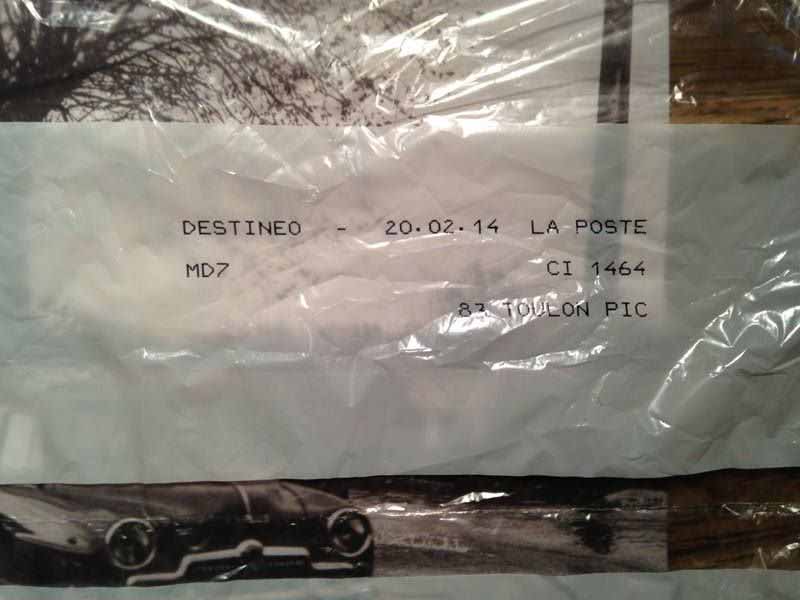 DESTINEO - 20.02.14 LA POSTE
MD7 CI 1464
83 TOULON PIC